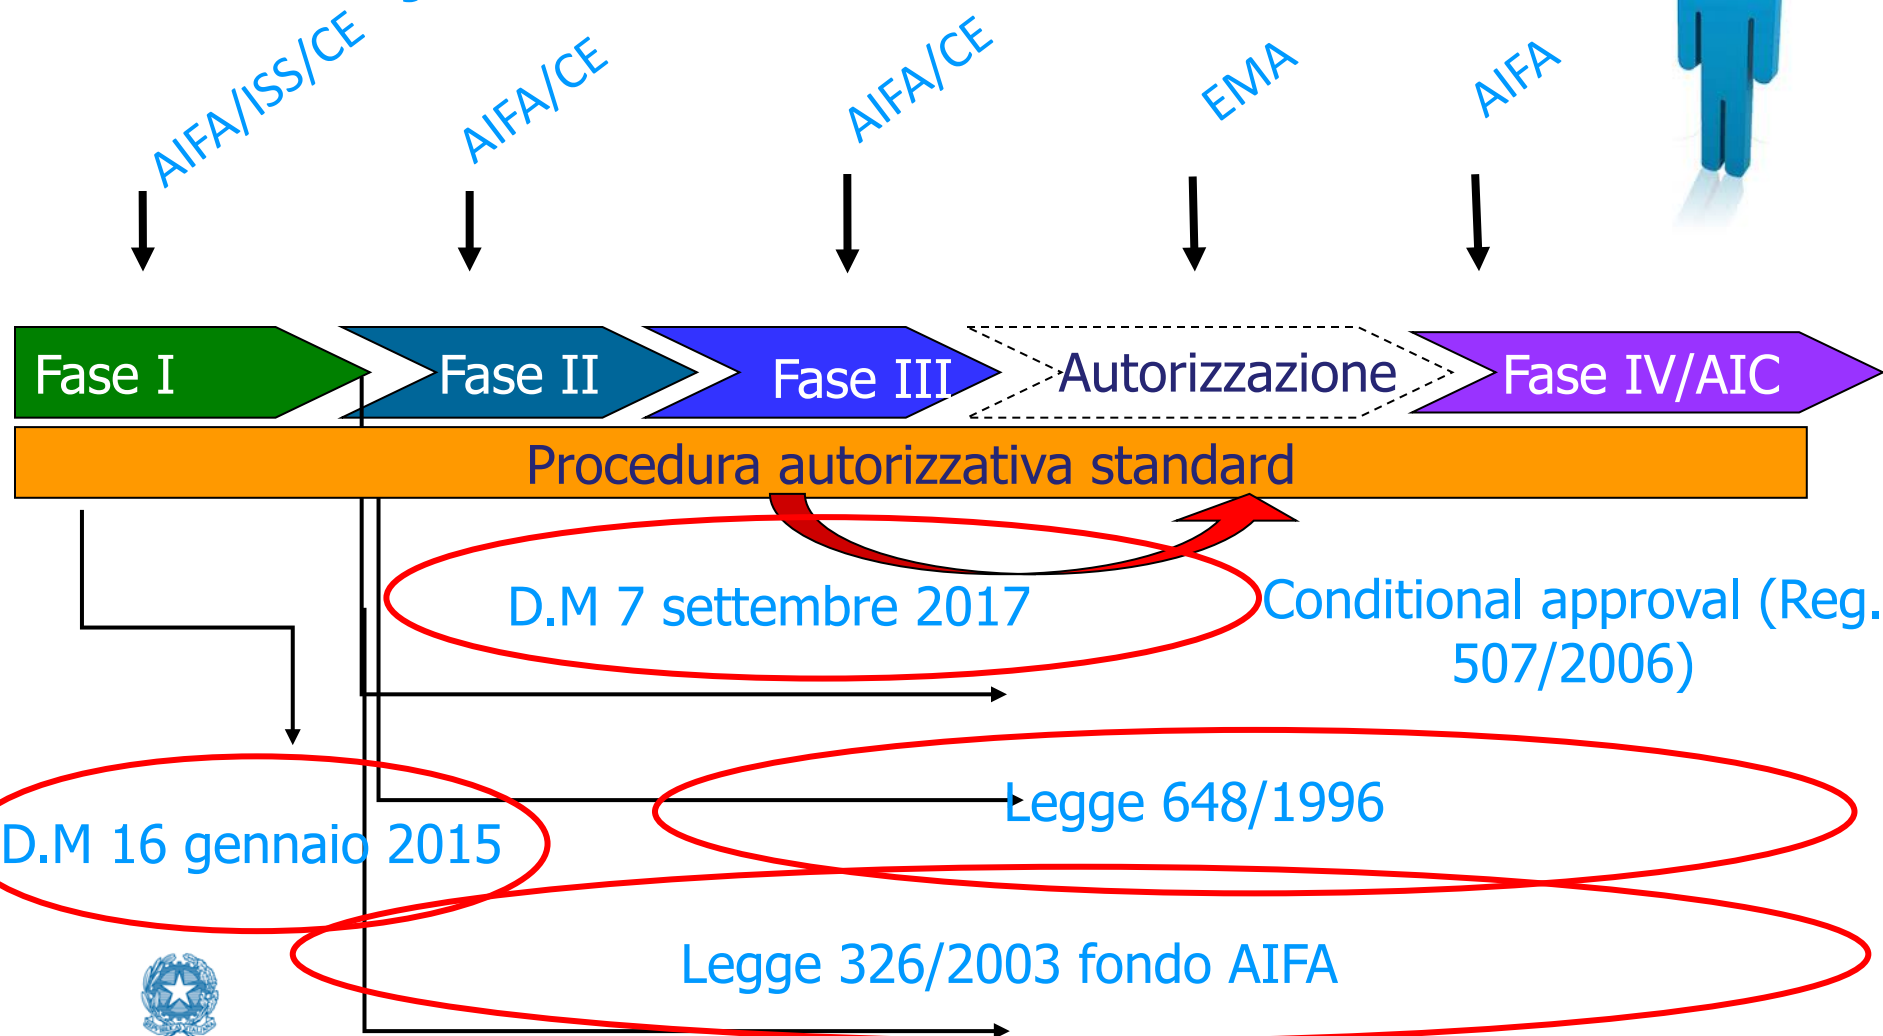 AIFA/ISS/CE
AIFA/CE
AIFA/CE
EMA
AIFA
Fase I
Fase II
Fase III
Autorizzazione
Fase IV/AIC
Procedura autorizzativa standard
D.M 7 settembre 2017
Conditional approval (Reg.
507/2006)
Legge 648/1996
D.M 16 gennaio 2015
Legge 326/2003 fondo AIFA